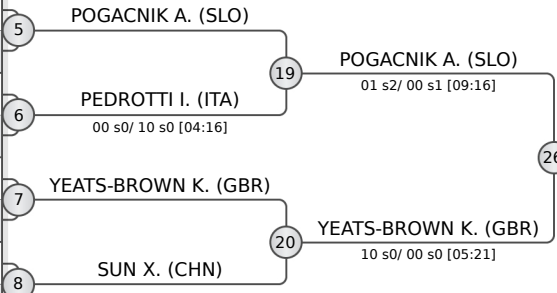 POGACNIK A. (SLO)
5
19
POGACNIK A. (SLO)
01 s2/ 00 s1 [09:16]
PEDROTTI I. (ITA)
6
00 s0/ 10 s0 [04:16]
26
YEATS-BROWN K. (GBR)
7
20
YEATS-BROWN K. (GBR)
10 s0/ 00 s0 [05:21]
SUN X. (CHN)
8